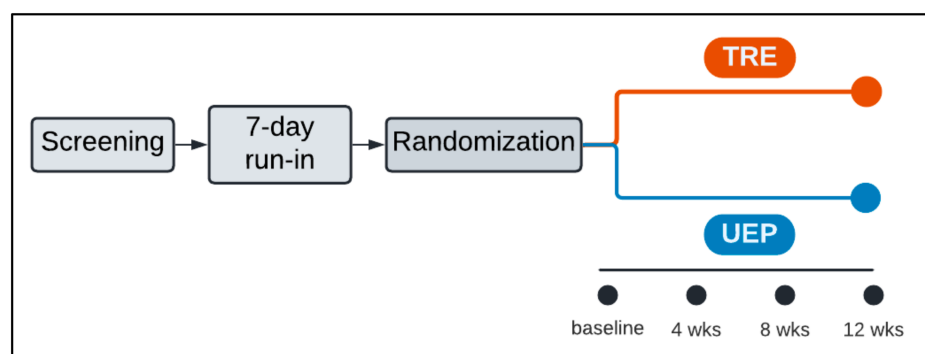 TRE
Screening
7-day
run-in
Randomization
UEP
baseline
4 wks
8 wks
12 wks